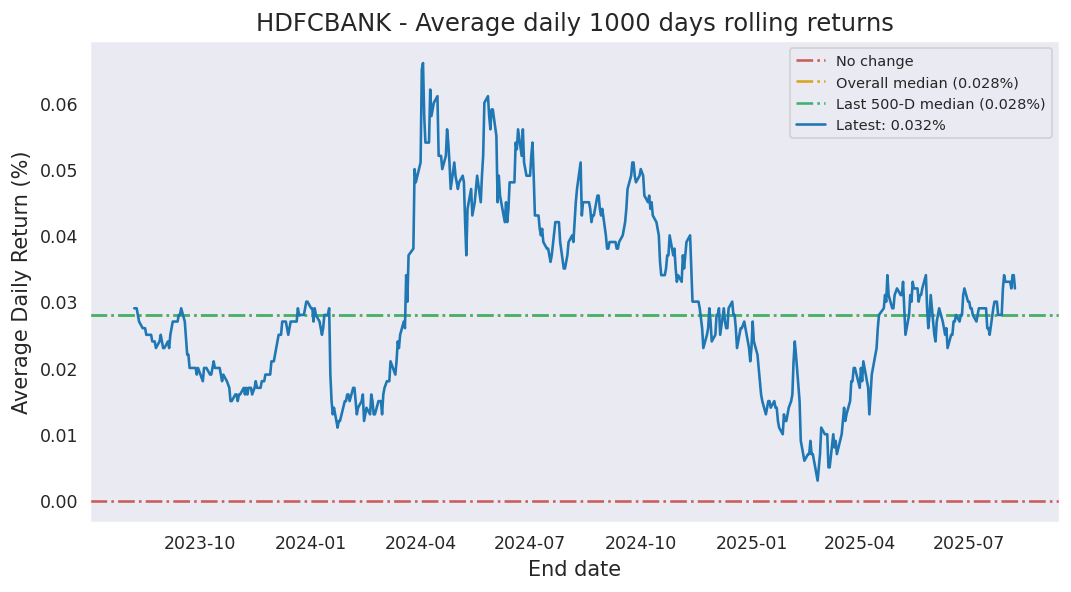 HDFCBANK - Average daily 1000 days rolling returns
No change
Overall median (0.028%)
Last 500-D median (0.028%)
Latest: 0.032%
Average Daily Return (%)
0.06
0.05
0.04
0.03
0.02
0.01
0.00
2023-10 2024-01 2024-04 2024-07 2024-10 2025-01 2025-04 2025-07
End date